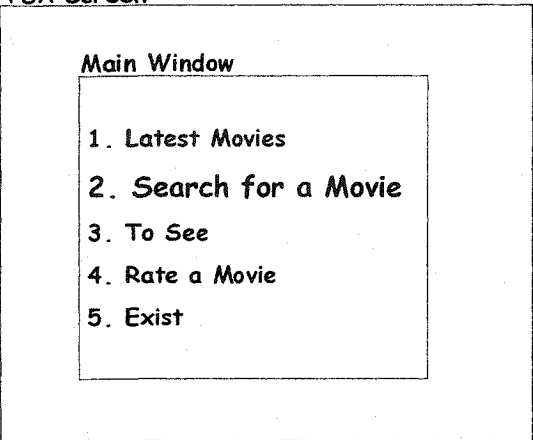 Main Window
1. Latest Movies
2. Search for a Movie
3. To See
4. Rate a Movie
5. Exist